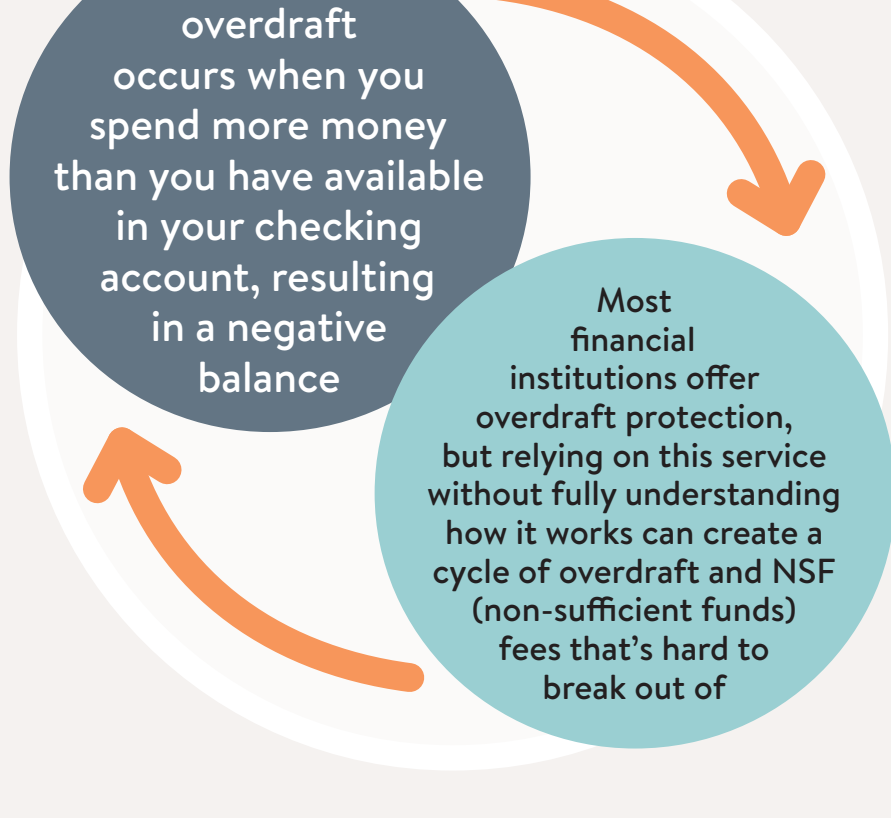 overdraft
occurs when you
spend more money
than you have available
in your checking
account, resulting
in a negative
balance
Most
financial
institutions offer
overdraft protection,
but relying on this service
without fully understanding
how it works can create a
cycle of overdraft and NSF
(non-sufficient funds)
fees that’s hard to
break out of